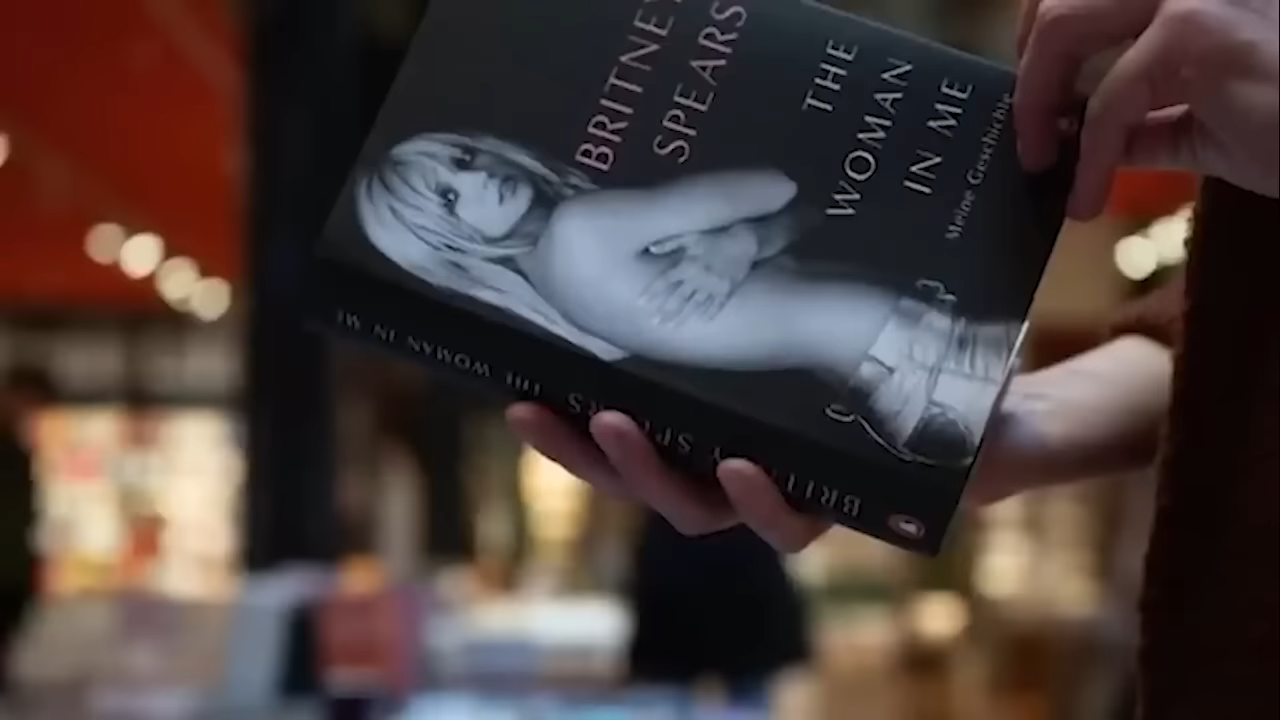 BRITNEY
SPEARS
THE
WOMAN
IN ME
Meine Geschichte
THE WOMAN IN ME